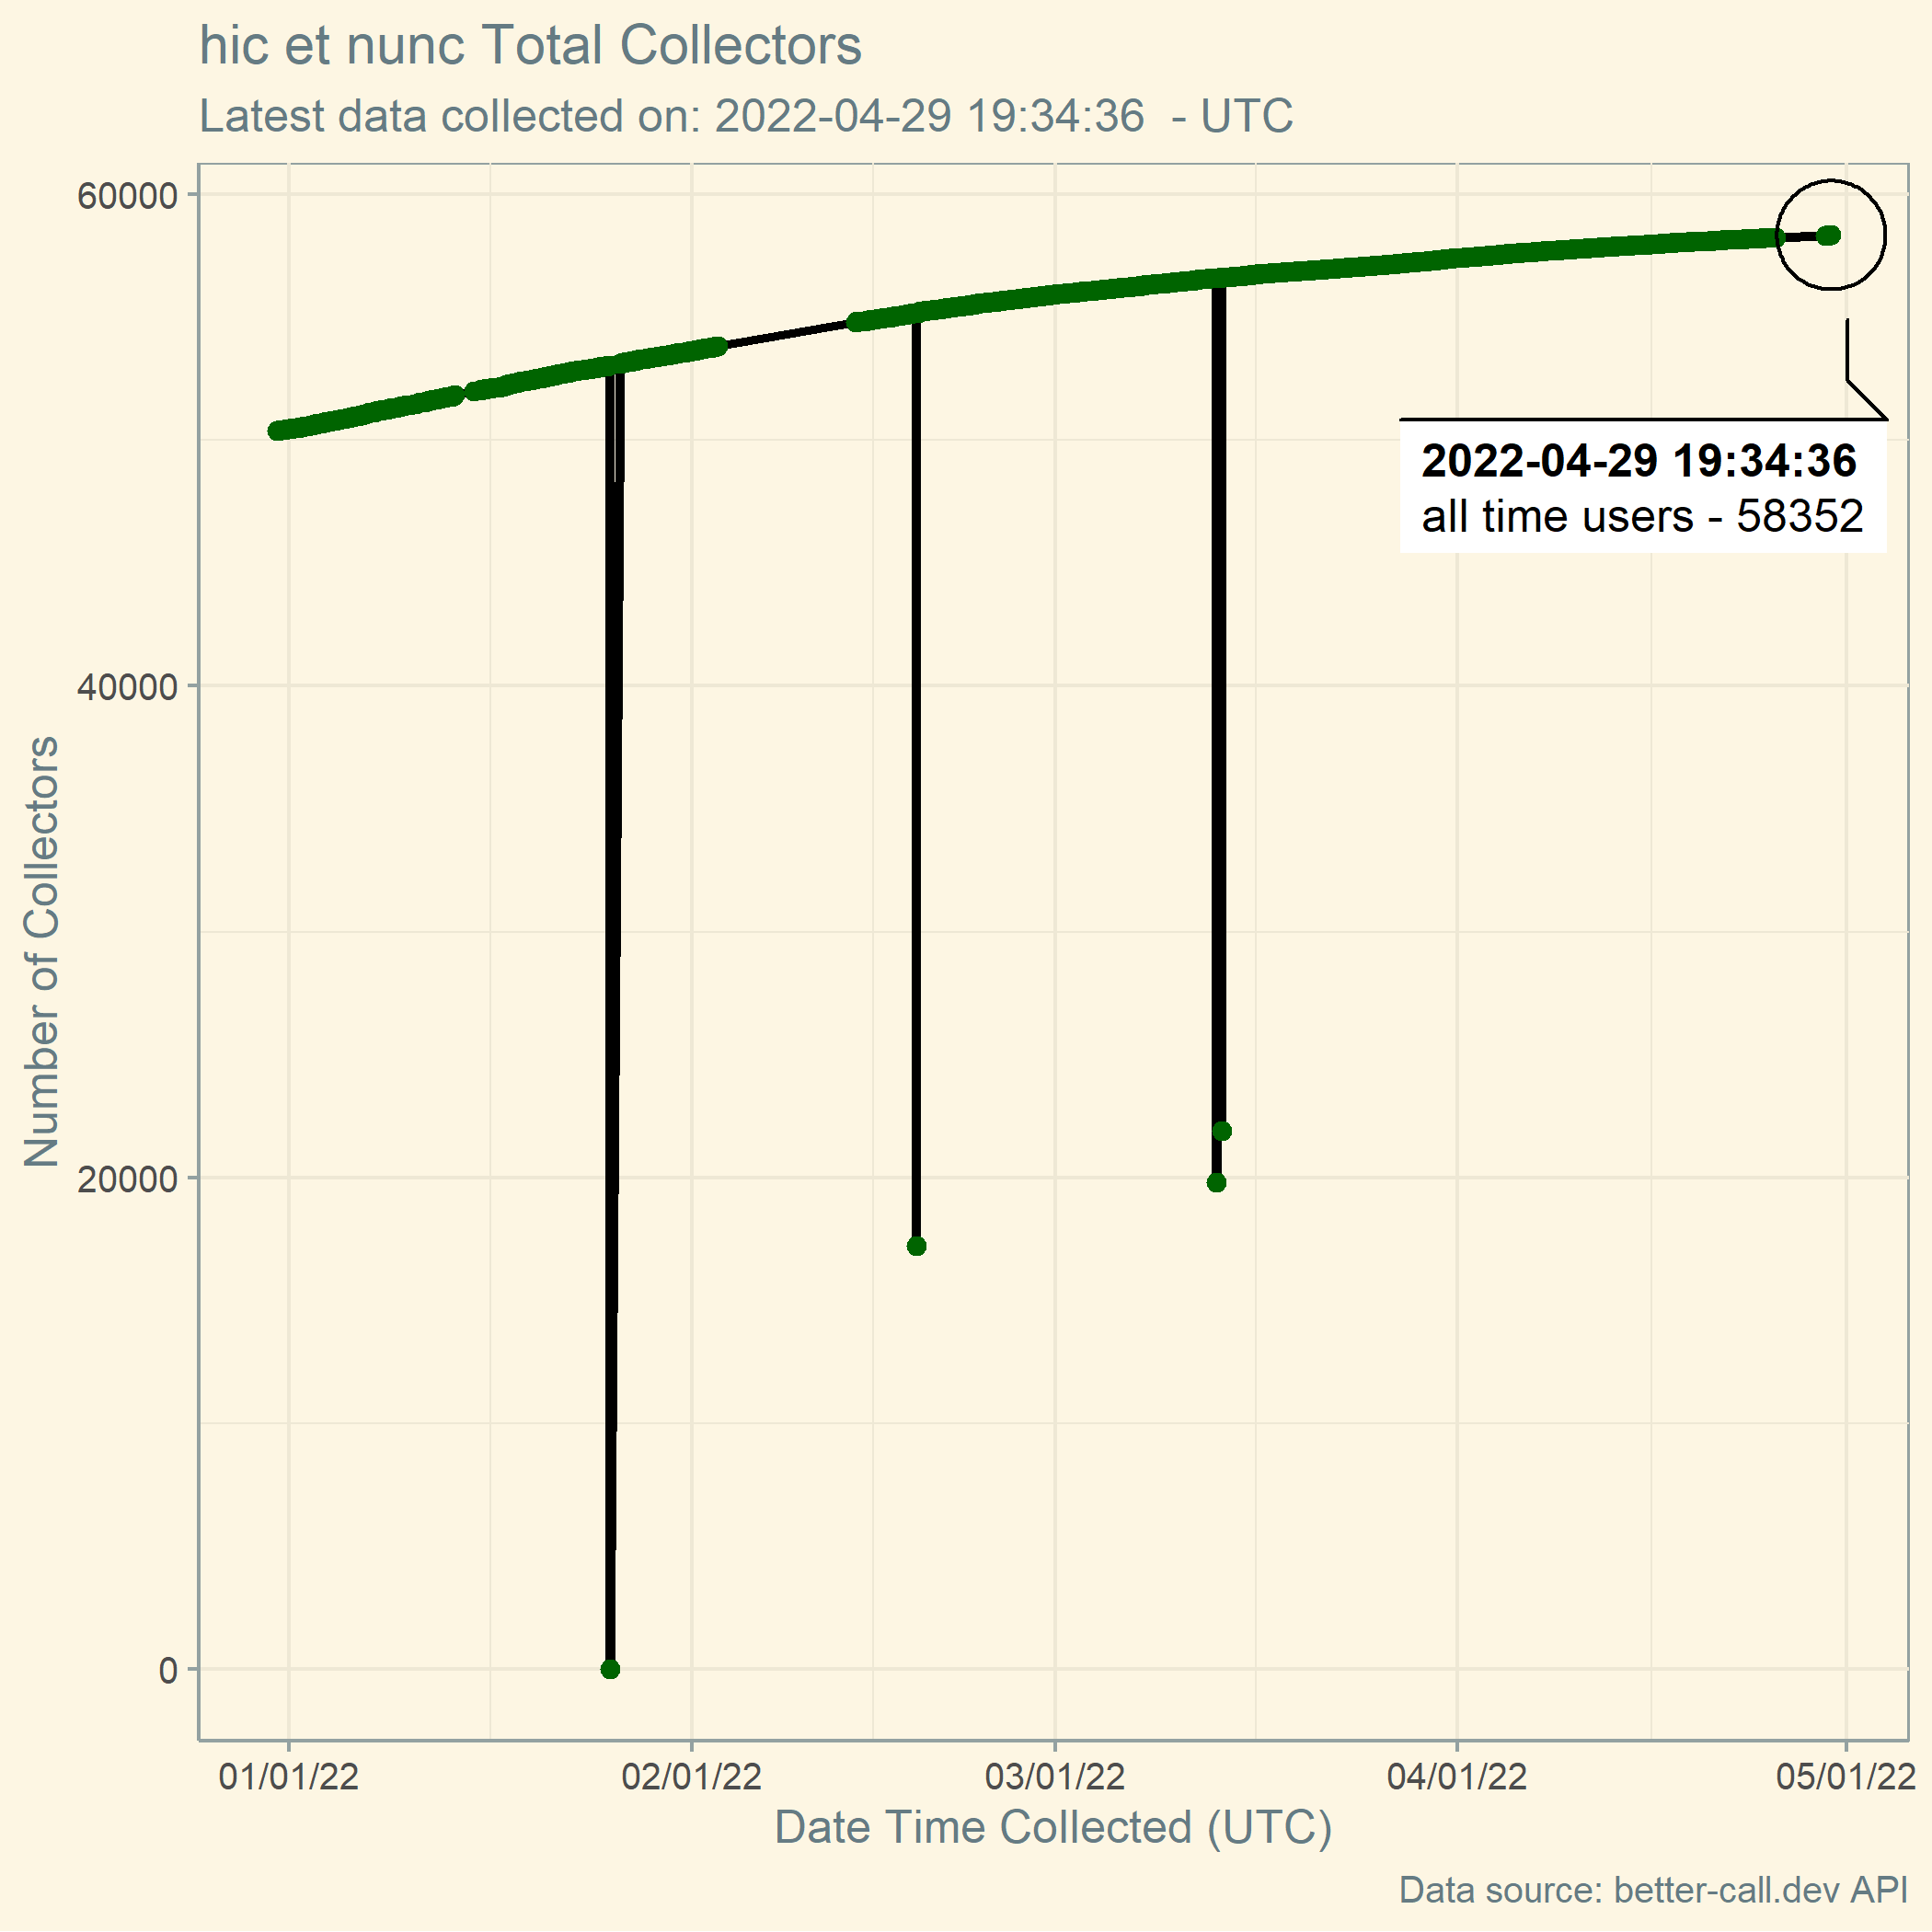 hic et nunc Total Collectors
Latest data collected on: 2022-04-29 19:34:36  - UTC
60000
40000
20000
0
Number of Collectors
2022-04-29 19:34:36
all time users - 58352
01/01/22 02/01/22 03/01/22 04/01/22 05/01/22
Date Time Collected (UTC)
Data source: better-call.dev API